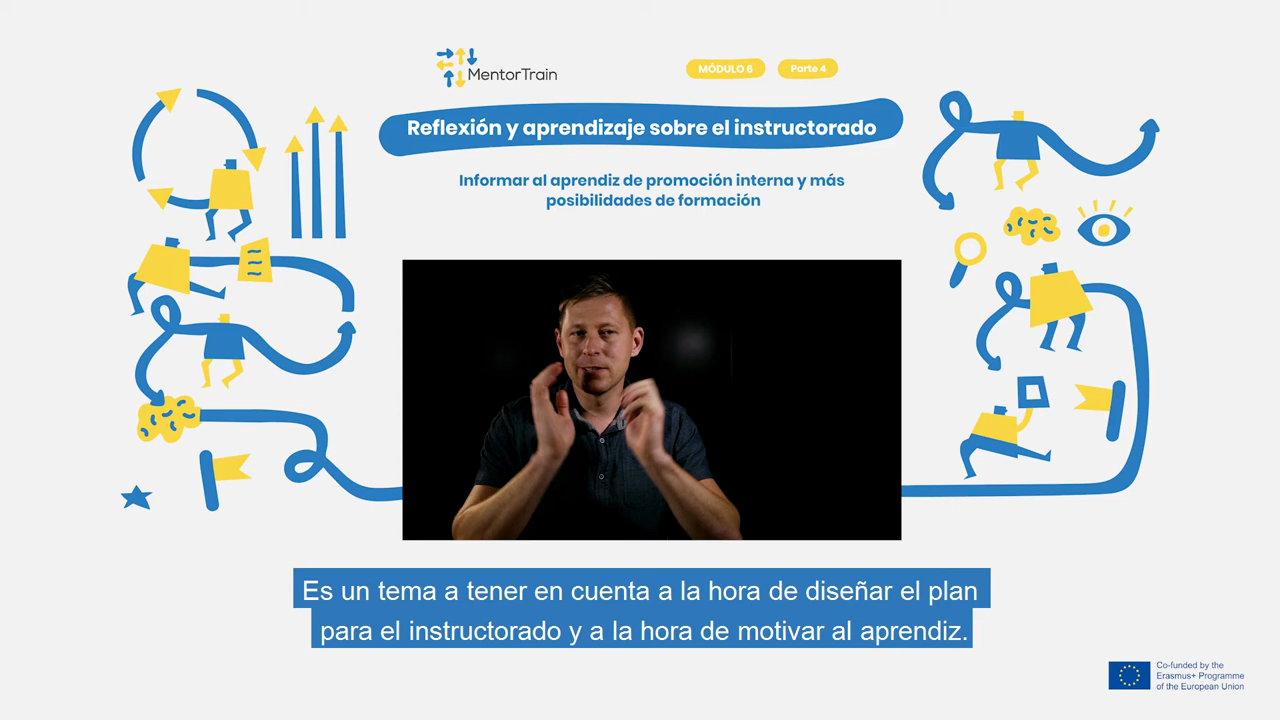 MentorTrain
MÓDULO 6
Parte 4
Reflexión y aprendizaje sobre el instructorado
Informar al aprendiz de promoción interna y más
posibilidades de formación
Es un tema a tener en cuenta a la hora de diseñar el plan
para el instructorado y a la hora de motivar al aprendiz.
Co-funded by the
Erasmus+ Programme
of the European Union